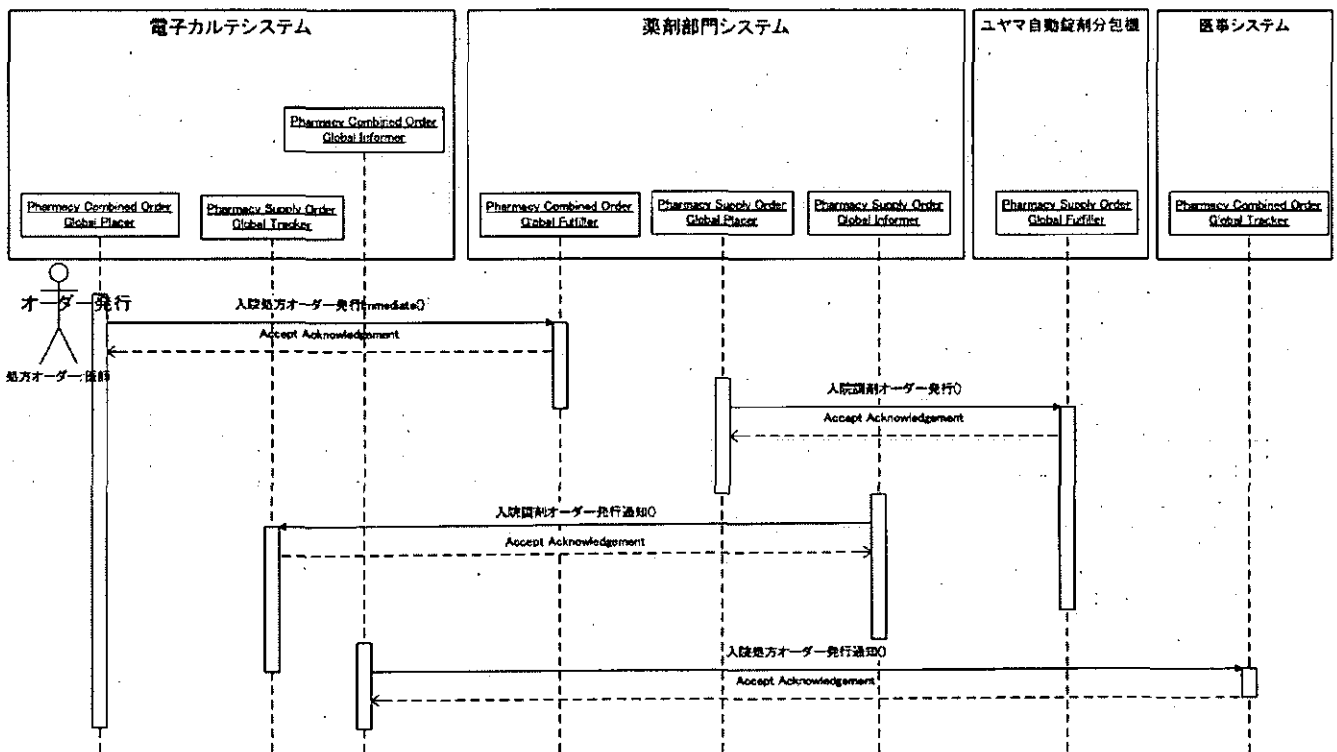 電子カルテシステム
薬剤部門システム
ユヤマ自動錠剤分包機
医事システム
Pharmacy Combined Order
Global Informer
Pharmacy Combined Order
Global Placer
Pharmacy Supply Order
Global Tracker
Pharmacy Combined Order
Global Fulfiller
Pharmacy Supply Order
Global Placer
Pharmacy Supply Order
Global Informer
Pharmacy Supply Order
Global Fulfiller
Pharmacy Combined Order
Global Tracker
オーダー発行
処方オーダー:医師
入院処方オーダー発行Immediate()
Accept Acknowledgement
入院調剤オーダー発行()
Accept Acknowledgement
入院調剤オーダー発行通知()
Accept Acknowledgement
入院処方オーダー発行通知()
Accept Acknowledgement